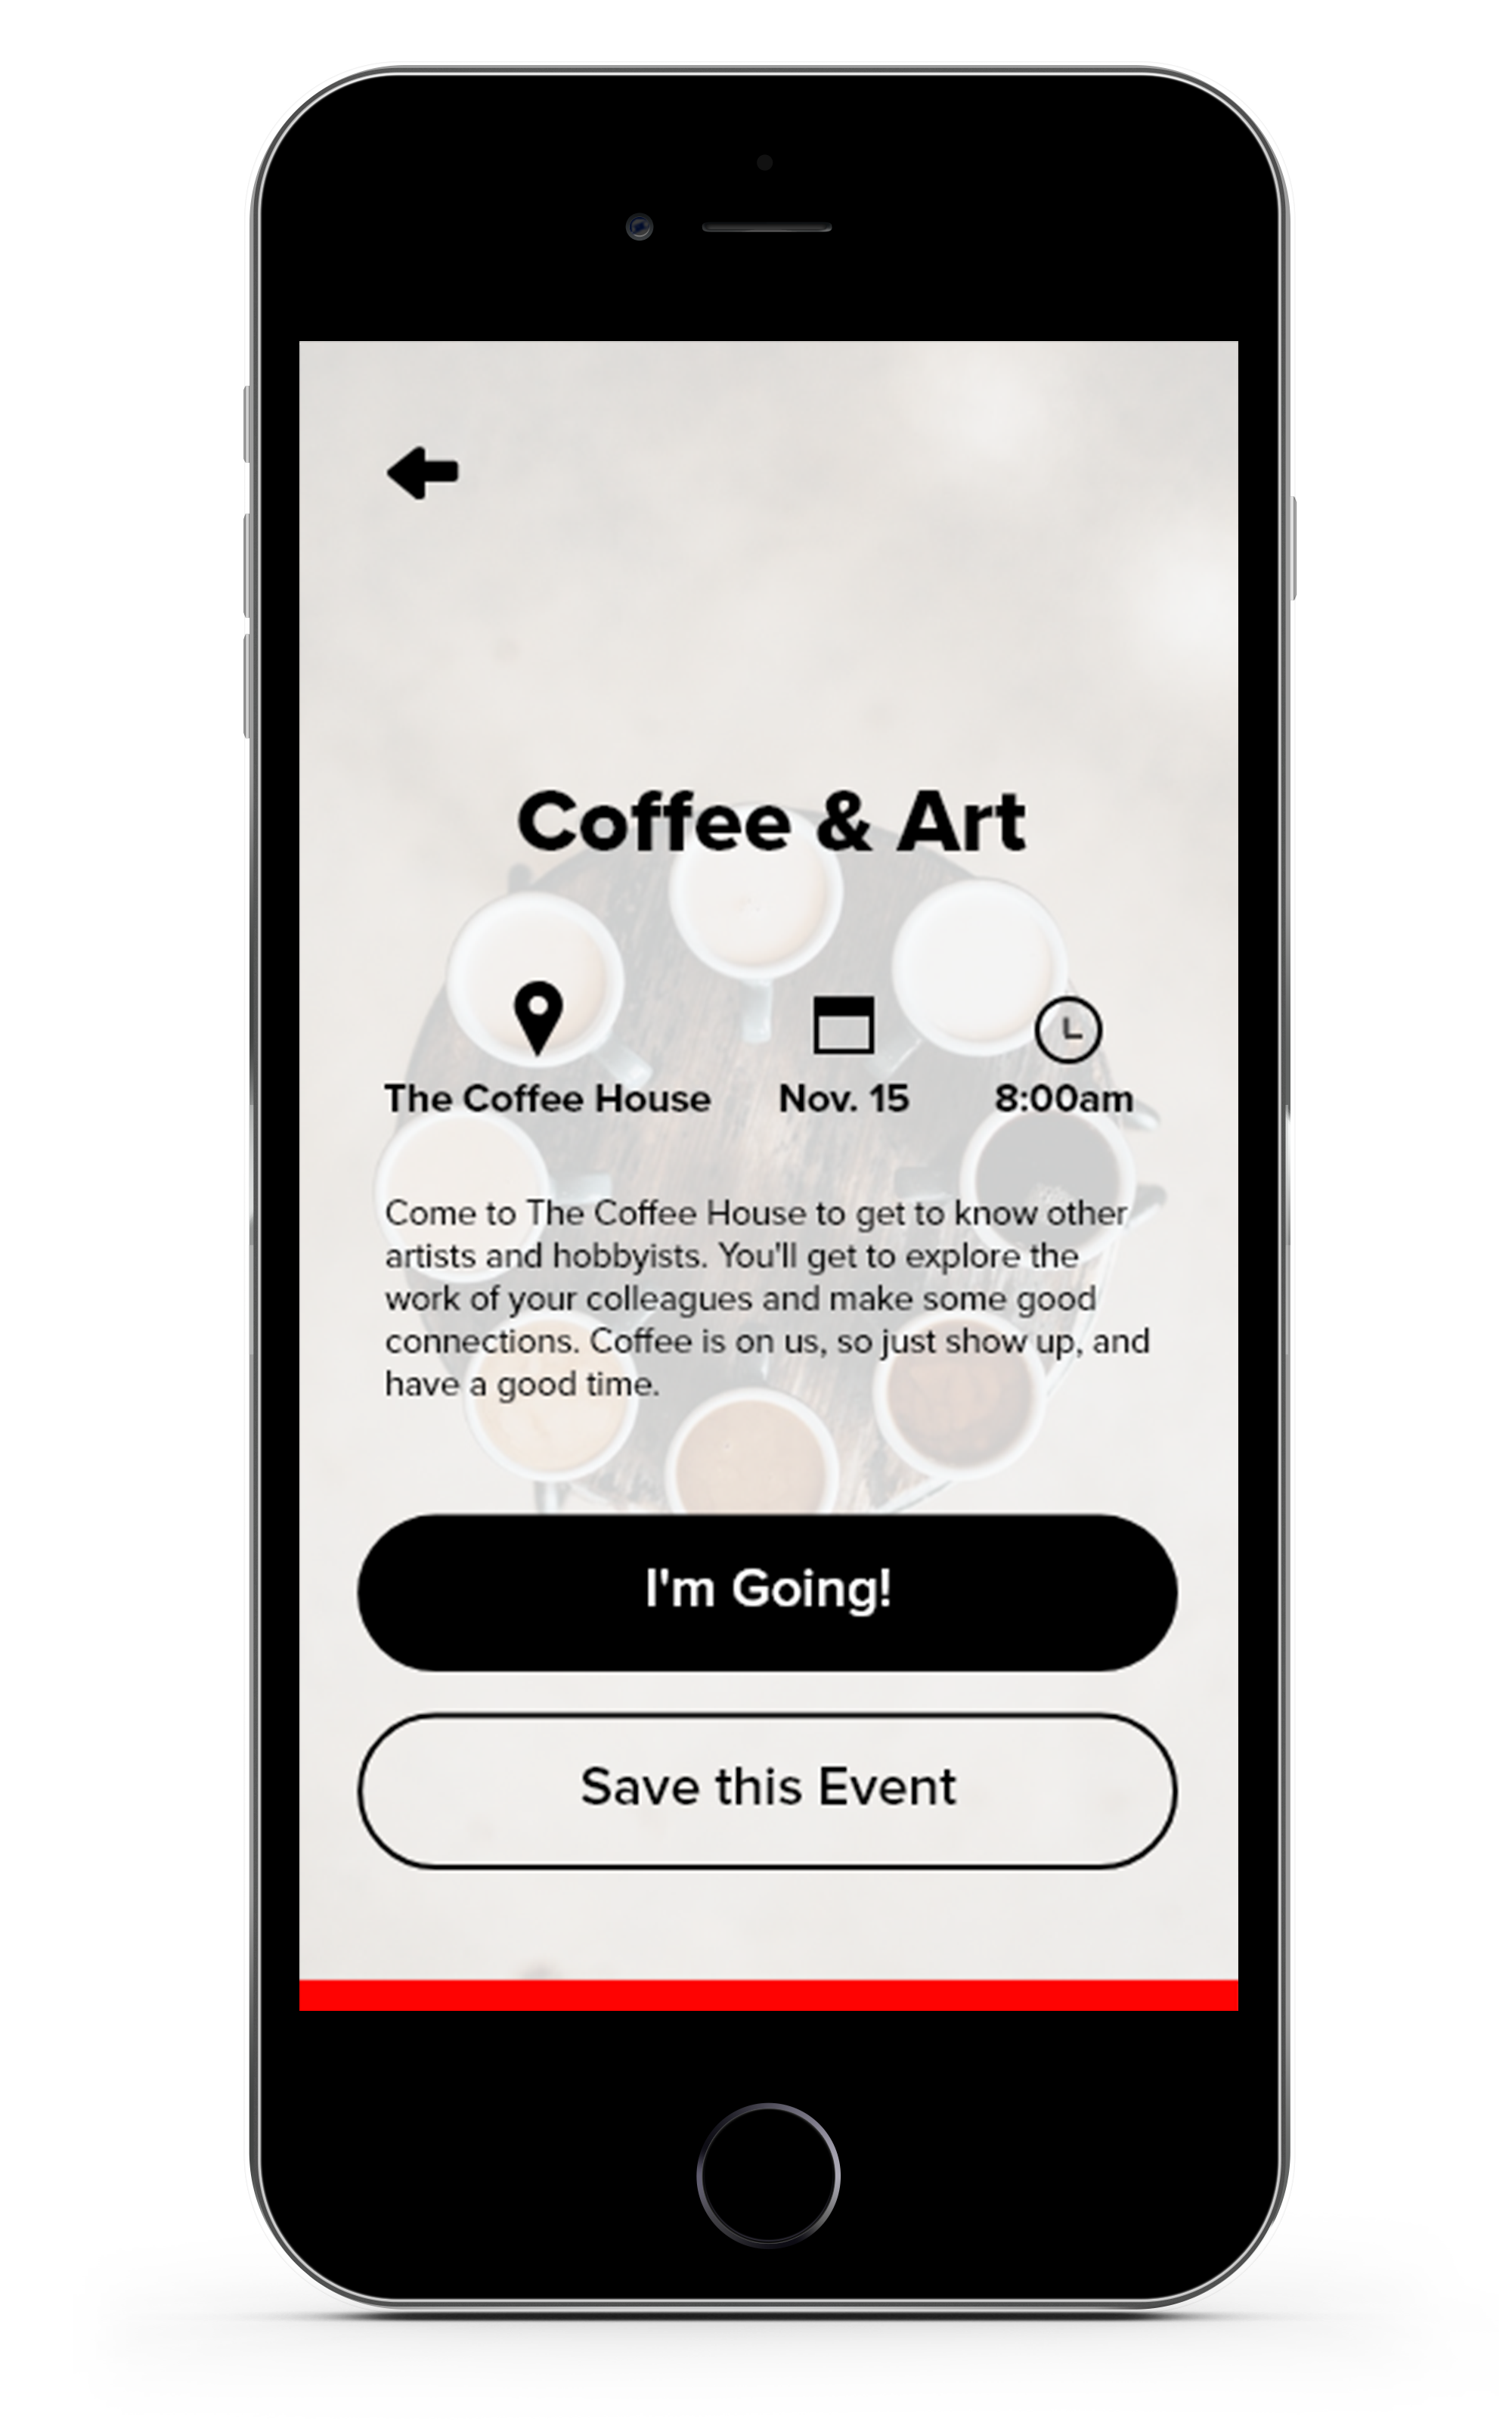 Coffee & Art
The Coffee House Nov. 15 8:00am
Come to The Coffee House to get to know other
artists and hobbyists. You'll get to explore the
work of your colleagues and make some good
connections. Coffee is on us, so just show up, and
have a good time.
I'm Going!
Save this Event